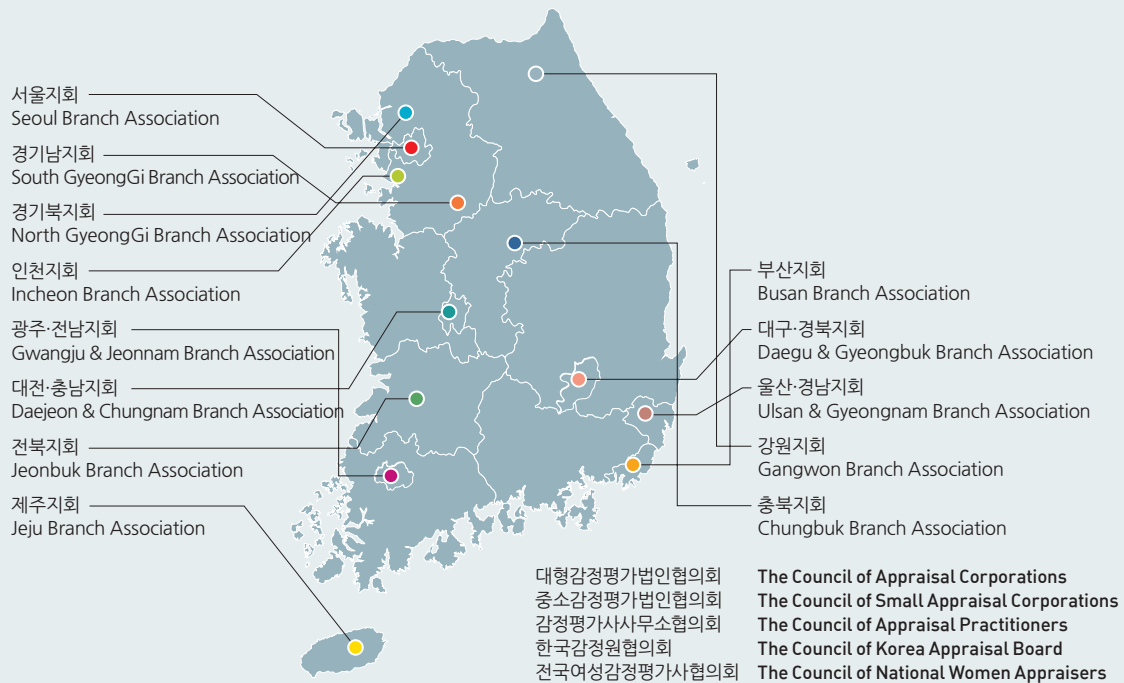 서울지회
Seoul Branch Association
경기남지회
South GyeongGi Branch Association
경기북지회
North GyeongGi Branch Association
인천지회
Incheon Branch Association
광주·전남지회
Gwangju & Jeonnam Branch Association
대전·충남지회
Daejeon & Chungnam Branch Association
전북지회
Jeonbuk Branch Association
제주지회
Jeju Branch Association
부산지회
Busan Branch Association
대구·경북지회
Daegu & Gyeongbuk Branch Association
울산·경남지회
Ulsan & Gyeongnam Branch Association
강원지회
Gangwon Branch Association
충북지회
Chungbuk Branch Association
대형감정평가법인협의회 The Council of Appraisal Corporations
중소감정평가법인협의회 The Council of Small Appraisal Corporations
감정평가사사무소협의회 The Council of Appraisal Practitioners
한국감정원협의회 The Council of Korea Appraisal Board
전국여성감정평가사협의회 The Council of National Women Appraisers